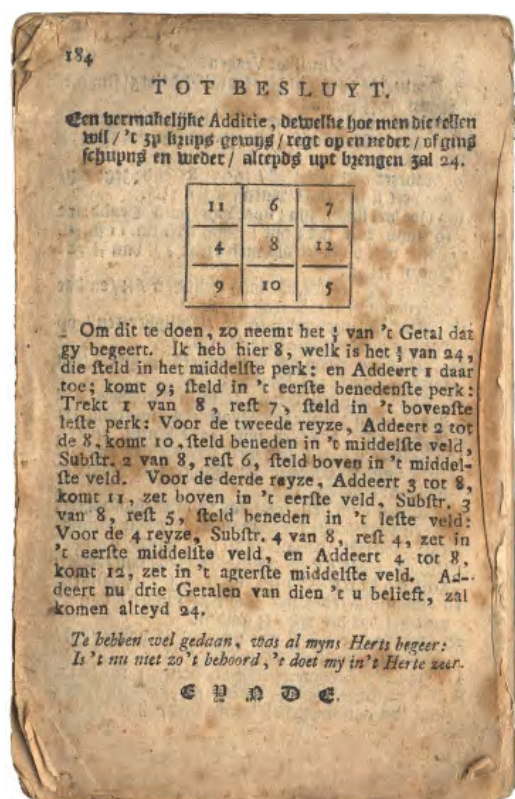 184
TOT BESLUYT.
Een vermakelijke Additie, dewelke hoe men die tellen
wil / 't zy kruys gewys / regt op en neder / of ging
schuyns en weder / alteyds uyt brengen zal 24.
11 6 7
4 8 12
9 10 5
Om dit te doen, zo neemt het ⅓ van 't Getal dat
gy begeert. Ik heb hier 8, welk is het ⅓ van 24,
die steld in het middelste perk: en Addeert 1 daar
toe; komt 9; steld in 't eerste benedenste perk:
Trekt 1 van 8, rest 7, steld in 't bovenste
leste perk: Voor de tweede reyze, Addeert 2 tot
de 8, komt 10, steld beneden in 't middelste veld,
Substr. 2 van 8, rest 6, steld boven in 't middel-
ste veld. Voor de derde reyze, Addeert 3 tot 8,
komt 11, zet boven in 't eerste veld, Substr. 3
van 8, rest 5, steld beneden in 't leste veld:
Voor de 4 reyze, Substr. 4 van 8, rest 4, zet in
't eerste middelste veld, en Addeert 4 tot 8,
komt 12, zet in 't agterste middelste veld. Ad-
deert nu drie Getalen van dien 't u beliest, zal
komen alteyd 24.
Te hebben wel gedaan, was al myns Herts begeer:
Is 't nu niet zo 't behoord, 't doet my in 't Herte zeer.
EYNDE.